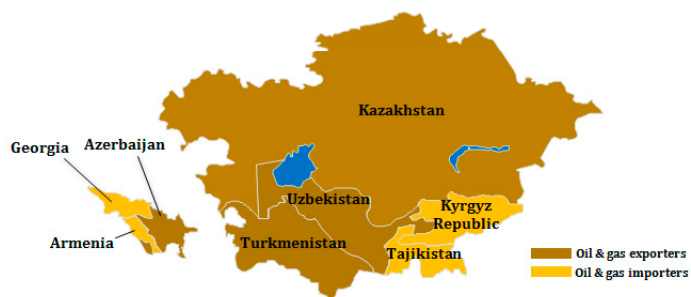 Kazakhstan
Georgia
Azerbaijan
Uzbekistan
Kyrgyz
Republic
Armenia
Turkmenistan
Tajikistan
Oil & gas exporters
Oil & gas importers